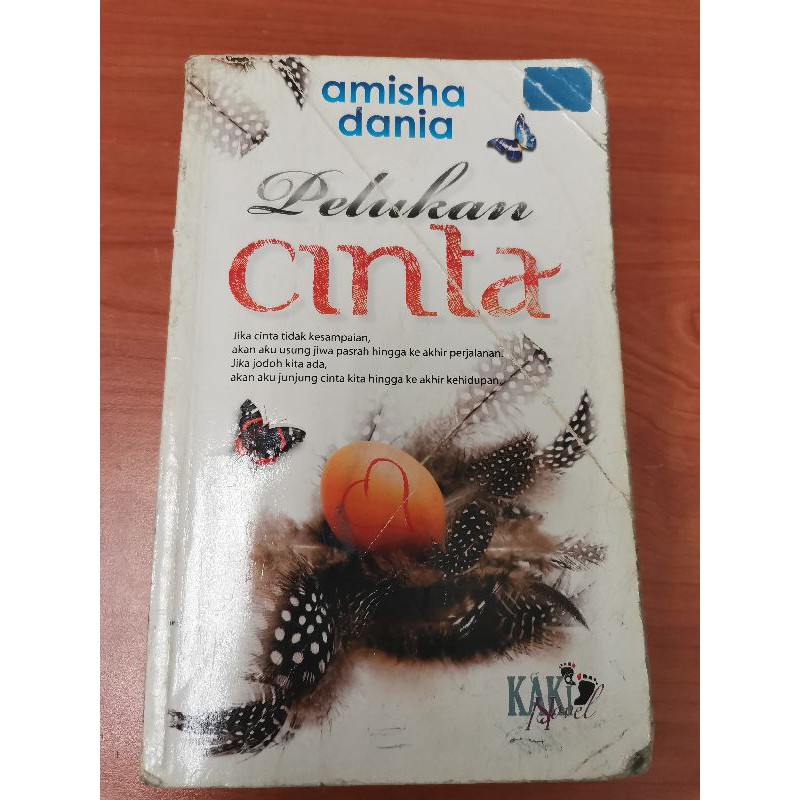 amisha
dania
Pelukan
cinta
Jika cinta tidak kesampaian,
akan aku usung jiwa pasrah hingga ke akhir perjalanan.
Jika jodoh kita ada,
akan aku junjung cinta kita hingga ke akhir kehidupan.
KAKI
Novel